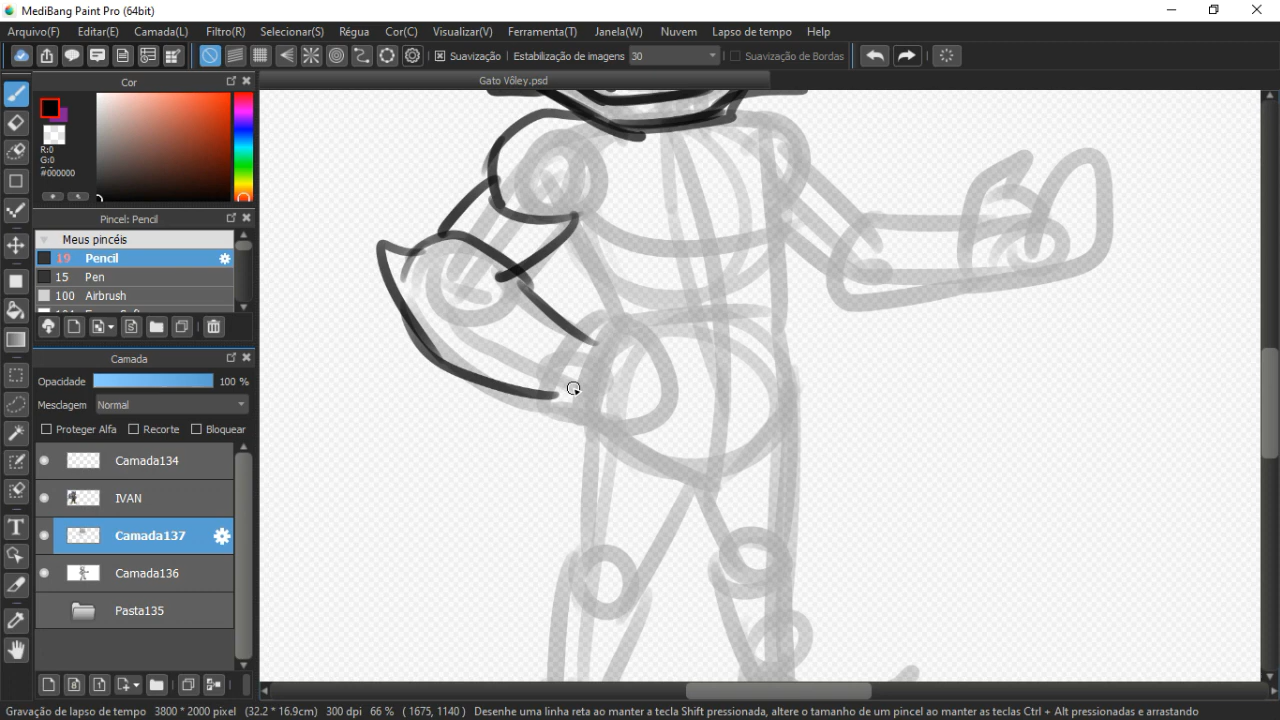 MediBang Paint Pro (64bit)
Arquivo(F) Editar(E) Camada(L) Filtro(R) Selecionar(S) Régua Cor(C) Visualizar(V) Ferramenta(T) Janela(W) Nuvem Lapso de tempo Help
Suavização Estabilização de imagens 30 Suavização de Bordas
Gato Vôley.psd
Cor
R:0
G:0
#000000
Pincel: Pencil
Meus pincéis
19 Pencil
15 Pen
100 Airbrush
Camada
Opacidade 100 %
Mesclagem Normal
Proteger Alfa Recorte Bloquear
Camada134
IVAN
Camada137
Camada136
Pasta135
Gravação de lapso de tempo 3800 * 2000 pixel (32.2 * 16.9cm) 300 dpi 66 % ( 1675, 1140 ) Desenhe uma linha reta ao manter a tecla Shift pressionada, altere o tamanho de um pincel ao manter as teclas Ctrl + Alt pressionadas e arrastando